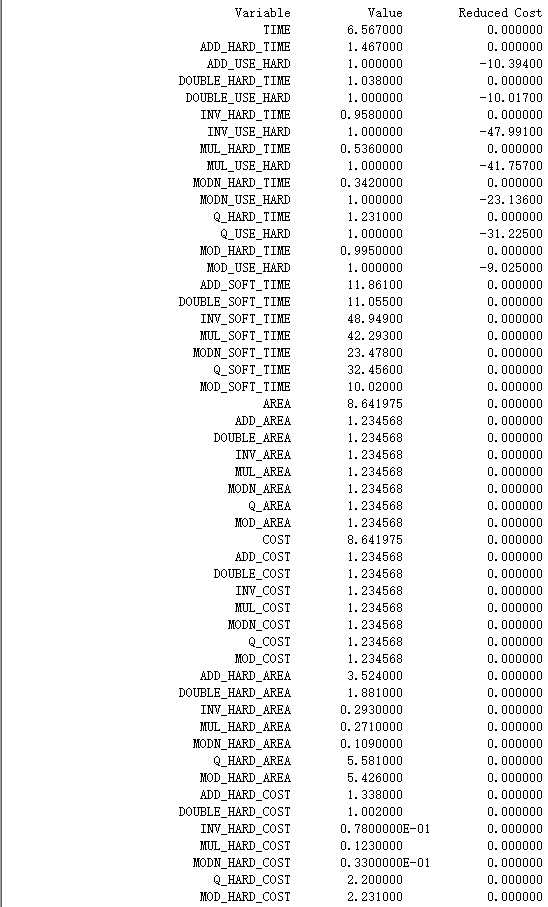 Variable Value Reduced Cost
TIME 6.567000 0.000000
ADD_HARD_TIME 1.467000 0.000000
ADD_USE_HARD 1.000000 -10.39400
DOUBLE_HARD_TIME 1.038000 0.000000
DOUBLE_USE_HARD 1.000000 -10.01700
INV_HARD_TIME 0.9580000 0.000000
INV_USE_HARD 1.000000 -47.99100
MUL_HARD_TIME 0.5360000 0.000000
MUL_USE_HARD 1.000000 -41.75700
MODN_HARD_TIME 0.3420000 0.000000
MODN_USE_HARD 1.000000 -23.13600
Q_HARD_TIME 1.231000 0.000000
Q_USE_HARD 1.000000 -31.22500
MOD_HARD_TIME 0.9950000 0.000000
MOD_USE_HARD 1.000000 -9.025000
ADD_SOFT_TIME 11.86100 0.000000
DOUBLE_SOFT_TIME 11.05500 0.000000
INV_SOFT_TIME 48.94900 0.000000
MUL_SOFT_TIME 42.29300 0.000000
MODN_SOFT_TIME 23.47800 0.000000
Q_SOFT_TIME 32.45600 0.000000
MOD_SOFT_TIME 10.02000 0.000000
AREA 8.641975 0.000000
ADD_AREA 1.234568 0.000000
DOUBLE_AREA 1.234568 0.000000
INV_AREA 1.234568 0.000000
MUL_AREA 1.234568 0.000000
MODN_AREA 1.234568 0.000000
Q_AREA 1.234568 0.000000
MOD_AREA 1.234568 0.000000
COST 8.641975 0.000000
ADD_COST 1.234568 0.000000
DOUBLE_COST 1.234568 0.000000
INV_COST 1.234568 0.000000
MUL_COST 1.234568 0.000000
MODN_COST 1.234568 0.000000
Q_COST 1.234568 0.000000
MOD_COST 1.234568 0.000000
ADD_HARD_AREA 3.524000 0.000000
DOUBLE_HARD_AREA 1.881000 0.000000
INV_HARD_AREA 0.2930000 0.000000
MUL_HARD_AREA 0.2710000 0.000000
MODN_HARD_AREA 0.1090000 0.000000
Q_HARD_AREA 5.581000 0.000000
MOD_HARD_AREA 5.426000 0.000000
ADD_HARD_COST 1.338000 0.000000
DOUBLE_HARD_COST 1.002000 0.000000
INV_HARD_COST 0.7800000E-01 0.000000
MUL_HARD_COST 0.1230000 0.000000
MODN_HARD_COST 0.3300000E-01 0.000000
Q_HARD_COST 2.200000 0.000000
MOD_HARD_COST 2.231000 0.000000